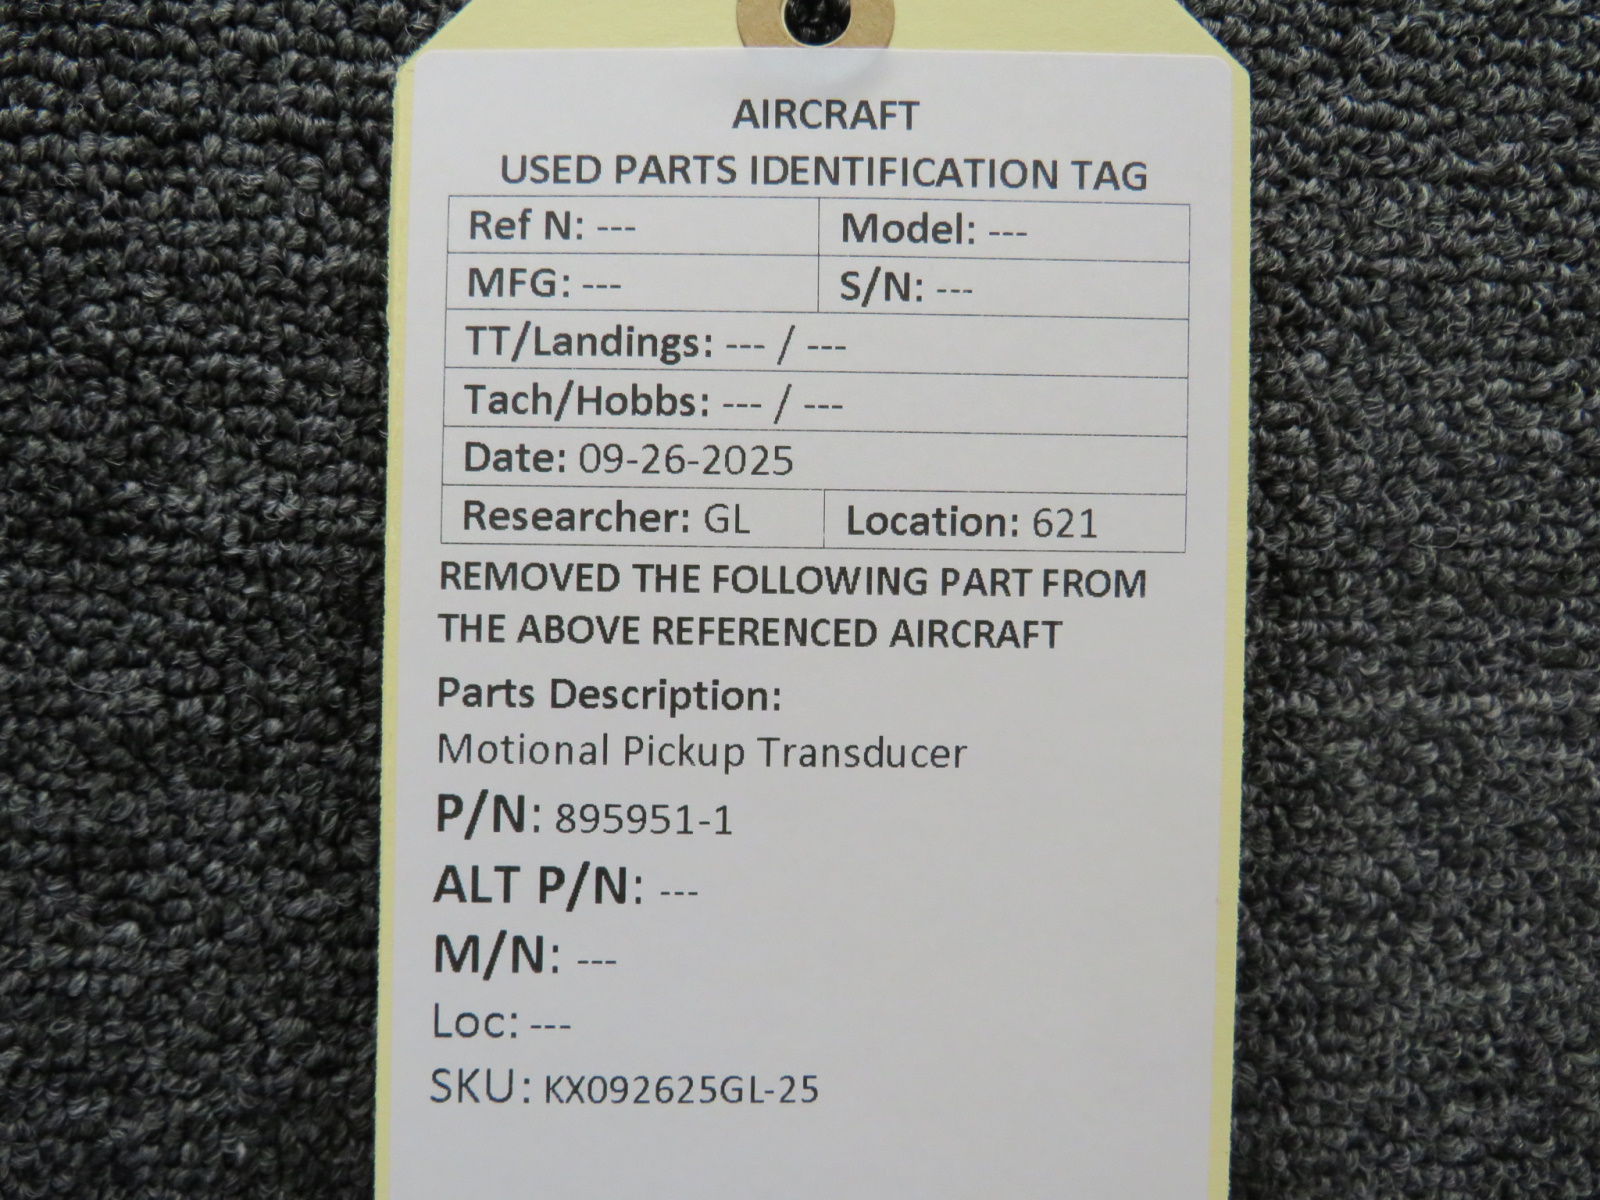 AIRCRAFT
USED PARTS IDENTIFICATION TAG
Ref N: --- Model: ---
MFG: --- S/N: ---
TT/Landings: --- / ---
Tach/Hobbs: --- / ---
Date: 09-26-2025
Researcher: GL Location: 621
REMOVED THE FOLLOWING PART FROM
THE ABOVE REFERENCED AIRCRAFT
Parts Description:
Motional Pickup Transducer
P/N: 895951-1
ALT P/N: ---
M/N: ---
Loc: ---
SKU: KX092625GL-25